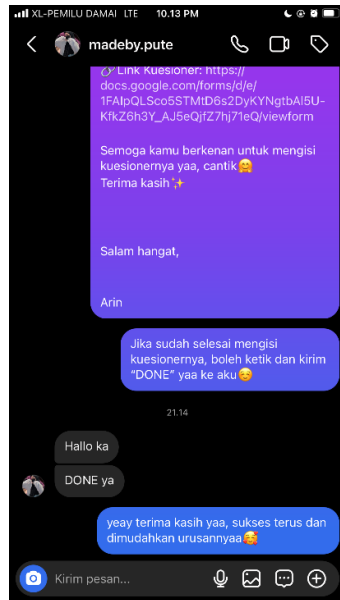 XL-PEMILU DAMAI LTE 10.13 PM
madeby.pute
Link Kuesioner: https://
docs.google.com/forms/d/e/
1FAIpQLSco5STMtD6s2DyKYNgtbAl5U-
KfkZ6h3Y_AJ5eQjfZ7hj71eQ/viewform
Semoga kamu berkenan untuk mengisi
kuesionernya yaa, cantik🤗
Terima kasih✨
Salam hangat,
Arin
Jika sudah selesai mengisi
kuesionernya, boleh ketik dan kirim
“DONE” yaa ke aku☺️
21.14
Hallo ka
DONE ya
yeay terima kasih yaa, sukses terus dan
dimudahkan urusannyaa🥰
Kirim pesan...